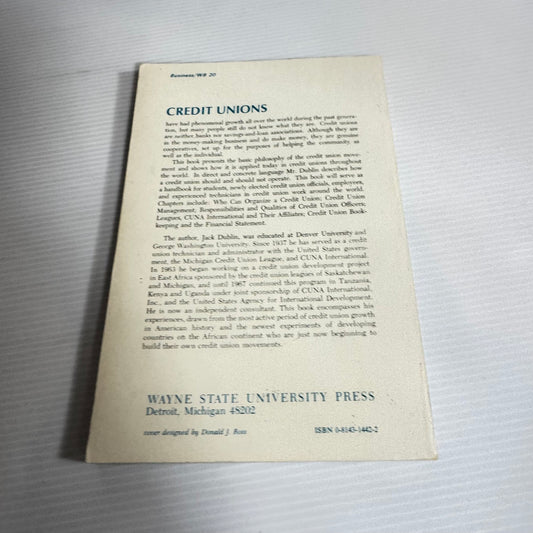 Business/WB 20
CREDIT UNIONS
have had phenomenal growth all over the world during the past gener-
ation, but many people still do not know what they are. Credit unions
are neither banks nor savings-and-loan associations. Although they are
in the money-making business and do make money, they are genuine
cooperatives, set up for the purposes of helping the community as
well as the individual.
This book presents the basic philosophy of the credit union move-
ment and shows how it is applied today in credit unions throughout
the world. In direct and concrete language Mr. Dublin describes how
a credit union should and should not operate. This book will serve as
a handbook for students, newly elected credit union officials, employees,
and experienced technicians in credit union work around the world.
Chapters include: Who Can Organize a Credit Union; Credit Union
Management; Responsibilities and Qualities of Credit Union Officers;
Leagues, CUNA International and Their Affiliates; Credit Union Book-
keeping and the Financial Statement.
The author, Jack Dublin, was educated at Denver University and
George Washington University. Since 1937 he has served as a credit
union technician and administrator with the United States govern-
ment, the Michigan Credit Union League, and CUNA International.
In 1963 he began working on a credit union development project
in East Africa sponsored by the credit union leagues of Saskatchewan
and Michigan, and until 1967 continued this program in Tanzania,
Kenya and Uganda under joint sponsorship of CUNA International,
Inc., and the United States Agency for International Development.
He is now an independent consultant. This book encompasses his
experiences, drawn from the most active period of credit union growth
in American history and the newest experiments of developing
countries on the African continent who are just now beginning to
build their own credit union movements.
WAYNE STATE UNIVERSITY PRESS
Detroit, Michigan 48202
cover designed by Donald J. Ross
ISBN 0-8143-1442-2